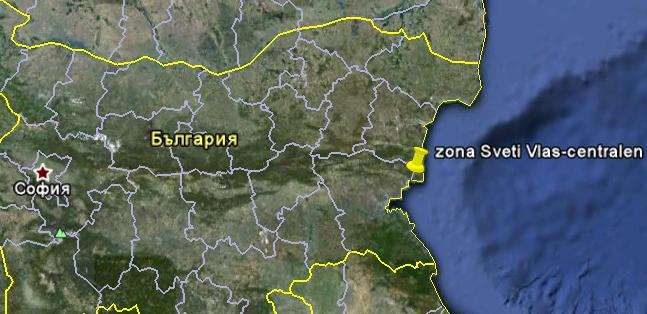 България
zona Sveti Vlas-centralen
София